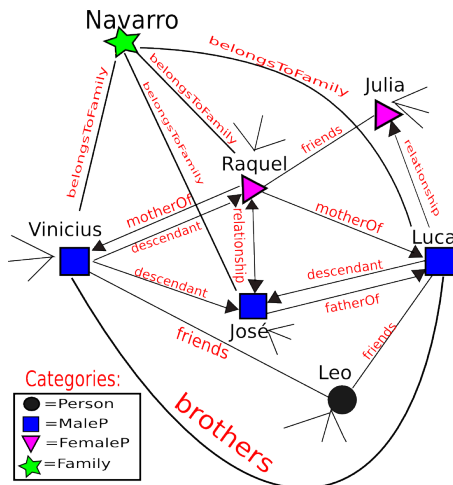 Navarro
belongsToFamily
belongsToFamily
belongsToFamily
belongsToFamily
Julia
friends
relationship
Raquel
motherOf
descendant
motherOf
relationship
Vinicius
Luca
descendant
descendant
fatherOf
José
friends
friends
Leo
brothers
Categories:
=Person
=MaleP
=FemaleP
=Family